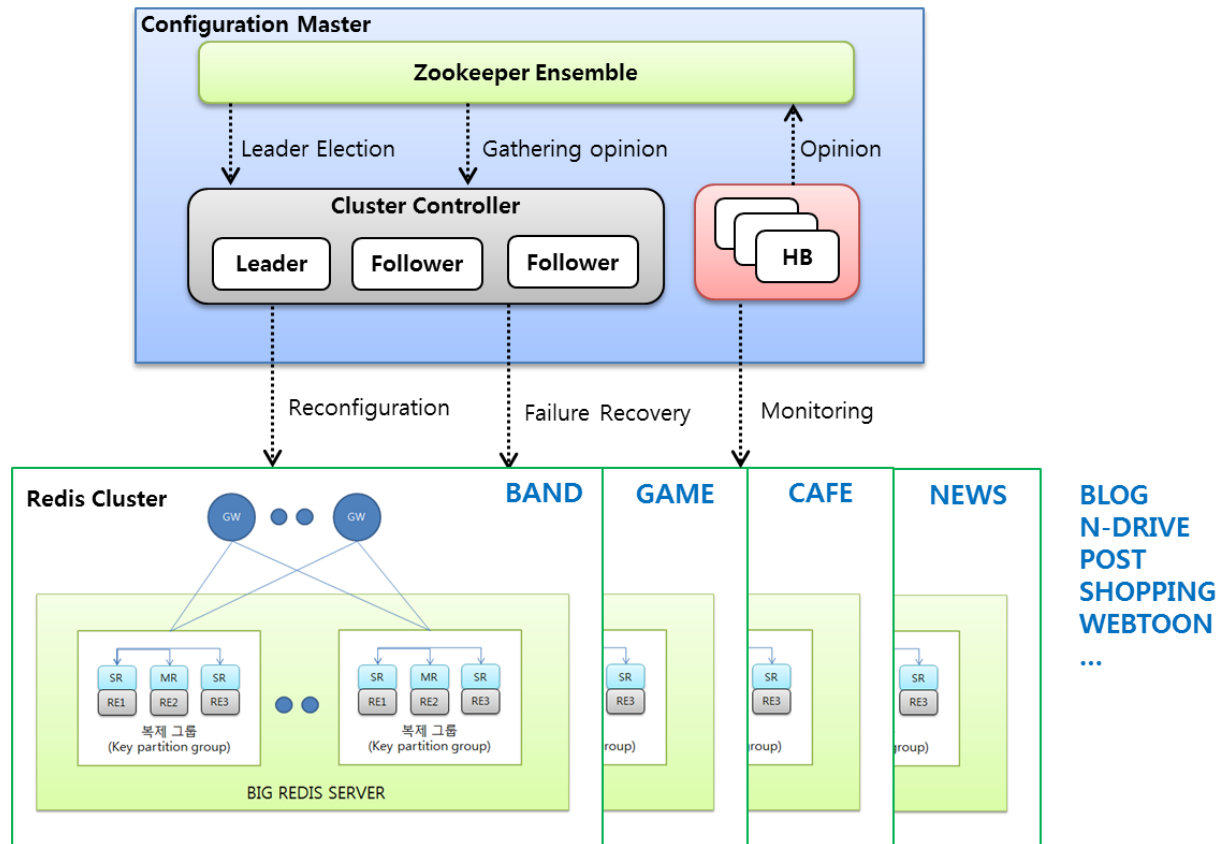 Configuration Master
Zookeeper Ensemble
Leader Election
Gathering opinion
Opinion
Cluster Controller
Leader
Follower
Follower
HB
Reconfiguration
Failure Recovery
Monitoring
Redis Cluster
BAND
GAME
CAFE
NEWS
BLOG
N-DRIVE
POST
SHOPPING
WEBTOON
...
GW
GW
SR MR SR
RE1 RE2 RE3
복제 그룹
(Key partition group)
SR MR SR
RE1 RE2 RE3
복제 그룹
(Key partition group)
SR
RE3
group)
SR
RE3
group)
SR
RE3
group)
BIG REDIS SERVER